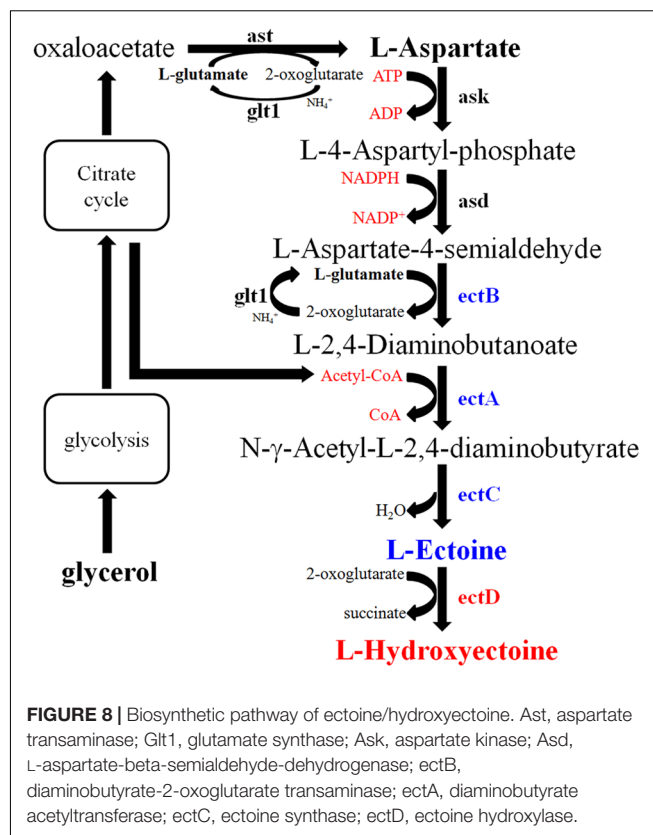 oxaloacetate
ast
L-Aspartate
L-glutamate
2-oxoglutarate
glt1
NH₄⁺
ATP
ask
ADP
L-4-Aspartyl-phosphate
NADPH
asd
NADP⁺
L-Aspartate-4-semialdehyde
L-glutamate
glt1
ectB
NH₄⁺
2-oxoglutarate
L-2,4-Diaminobutanoate
Acetyl-CoA
ectA
CoA
N-γ-Acetyl-L-2,4-diaminobutyrate
ectC
H₂O
L-Ectoine
2-oxoglutarate
ectD
succinate
L-Hydroxyectoine
Citrate
cycle
glycolysis
glycerol
FIGURE 8 | Biosynthetic pathway of ectoine/hydroxyectoine. Ast, aspartate
transaminase; Glt1, glutamate synthase; Ask, aspartate kinase; Asd,
L-aspartate-beta-semialdehyde-dehydrogenase; ectB,
diaminobutyrate-2-oxoglutarate transaminase; ectA, diaminobutyrate
acetyltransferase; ectC, ectoine synthase; ectD, ectoine hydroxylase.